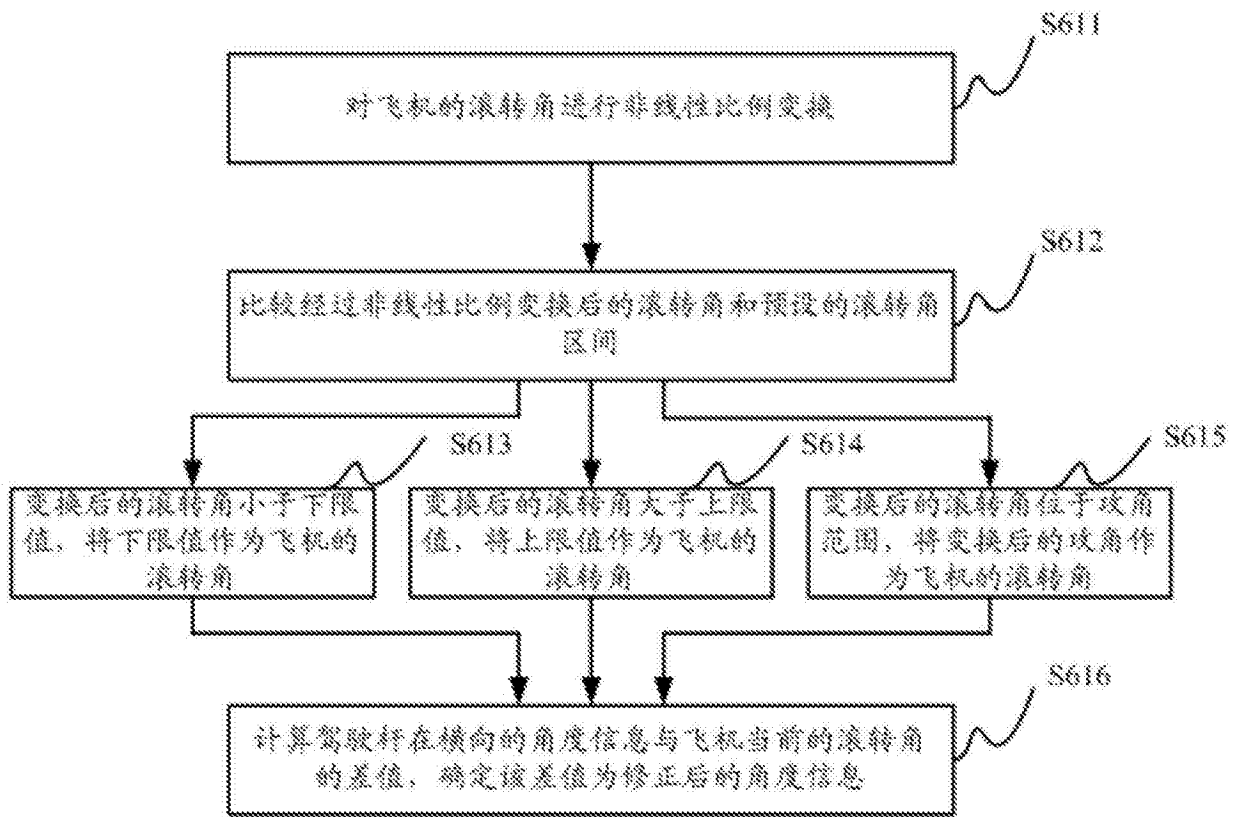 S611
对飞机的滚转角进行非线性比例变换
S612
比较经过非线性比例变换后的滚转角和预设的滚转角
区间
S613
变换后的滚转角小于下限
值，将下限值作为飞机的
滚转角
S614
变换后的滚转角大于上限
值，将上限值作为飞机的
滚转角
S615
变换后的滚转角位于攻角
范围，将变换后的攻角作
为飞机的滚转角
S616
计算驾驶杆在横向的角度信息与飞机当前的滚转角
的差值，确定该差值为修正后的角度信息